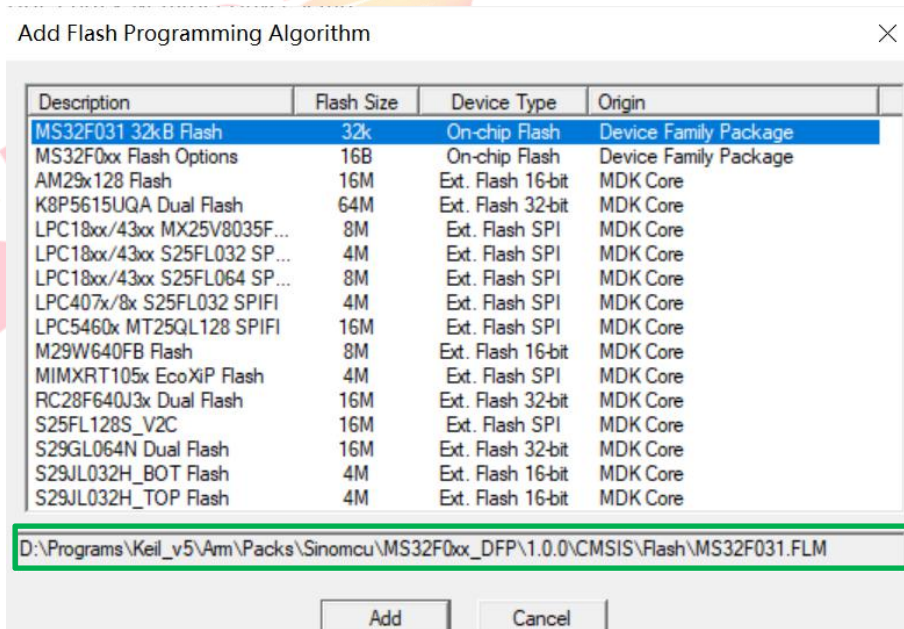 Add Flash Programming Algorithm
Description Flash Size Device Type Origin
MS32F031 32kB Flash 32k On-chip Flash Device Family Package
MS32F0xx Flash Options 16B On-chip Flash Device Family Package
AM29x128 Flash 16M Ext. Flash 16-bit MDK Core
K8P5615UQA Dual Flash 64M Ext. Flash 32-bit MDK Core
LPC18xx/43xx MX25V8035F... 8M Ext. Flash SPI MDK Core
LPC18xx/43xx S25FL032 SP... 4M Ext. Flash SPI MDK Core
LPC18xx/43xx S25FL064 SP... 8M Ext. Flash SPI MDK Core
LPC407x/8x S25FL032 SPIFI 4M Ext. Flash SPI MDK Core
LPC5460x MT25QL128 SPIFI 16M Ext. Flash SPI MDK Core
M29W640FB Flash 8M Ext. Flash 16-bit MDK Core
MIMXRT105x EcoXiP Flash 4M Ext. Flash SPI MDK Core
RC28F640J3x Dual Flash 16M Ext. Flash 32-bit MDK Core
S25FL128S_V2C 16M Ext. Flash SPI MDK Core
S29GL064N Dual Flash 16M Ext. Flash 32-bit MDK Core
S29JL032H_BOT Flash 4M Ext. Flash 16-bit MDK Core
S29JL032H_TOP Flash 4M Ext. Flash 16-bit MDK Core
D:\Programs\Keil_v5\Arm\Packs\Sinomcu\MS32F0xx_DFP\1.0.0\CMSIS\Flash\MS32F031.FLM
Add Cancel